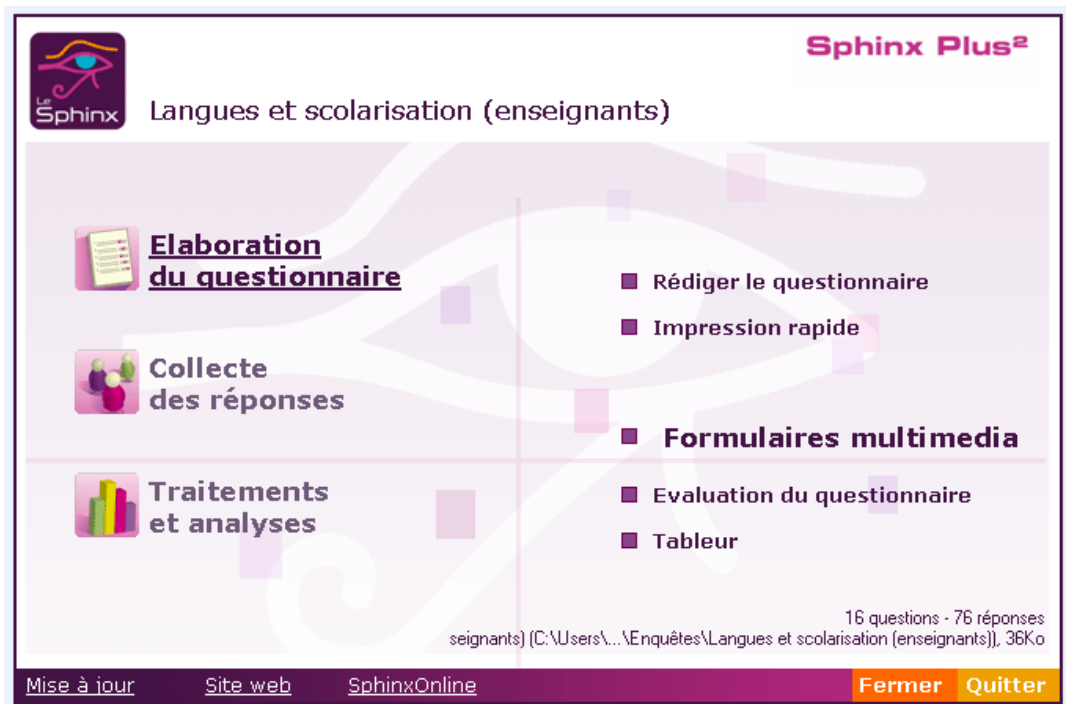 Sphinx Plus²
Le
Sphinx
Langues et scolarisation (enseignants)
Elaboration
du questionnaire
Collecte
des réponses
Traitements
et analyses
Rédiger le questionnaire
Impression rapide
Formulaires multimedia
Evaluation du questionnaire
Tableur
16 questions - 76 réponses
seignants) (C:\Users\...\Enquêtes\Langues et scolarisation (enseignants)), 36Ko
Mise à jour Site web SphinxOnline Fermer Quitter